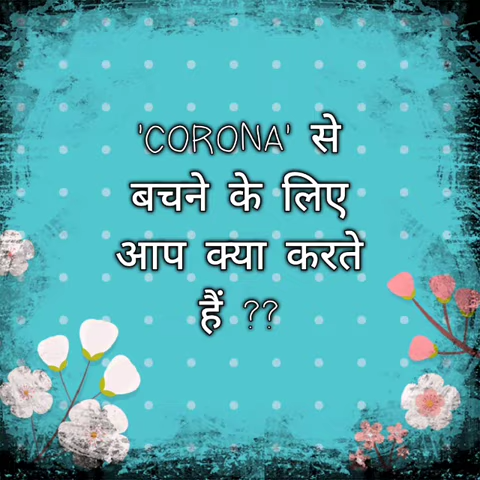 'CORONA' से
बचने के लिए
आप क्या करते
हैं ??